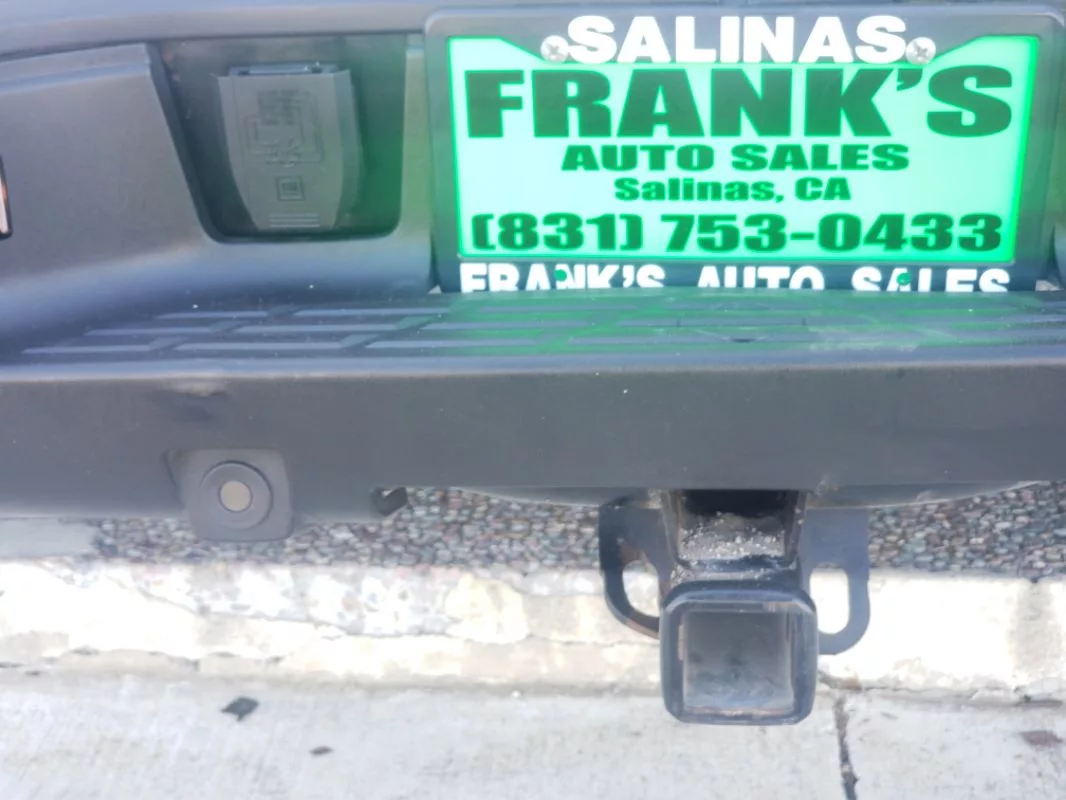 SALINAS
FRANK'S
AUTO SALES
Salinas, CA
(831) 753-0433
FRANK'S AUTO SALES